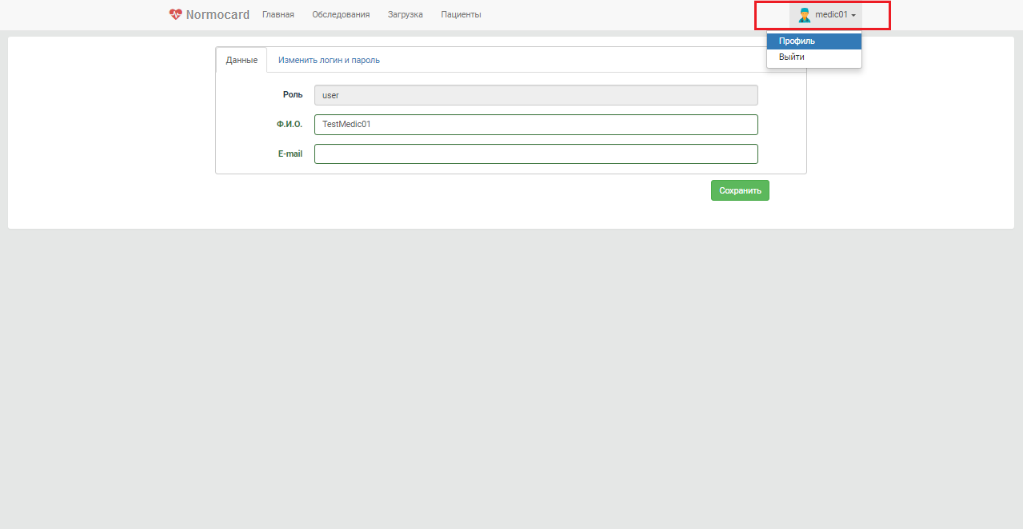 Normocard Главная Обследования Загрузка Пациенты medic01
Профиль
Выйти
Данные Изменить логин и пароль
Роль user
Ф.И.О. TestMedic01
E-mail
Сохранить